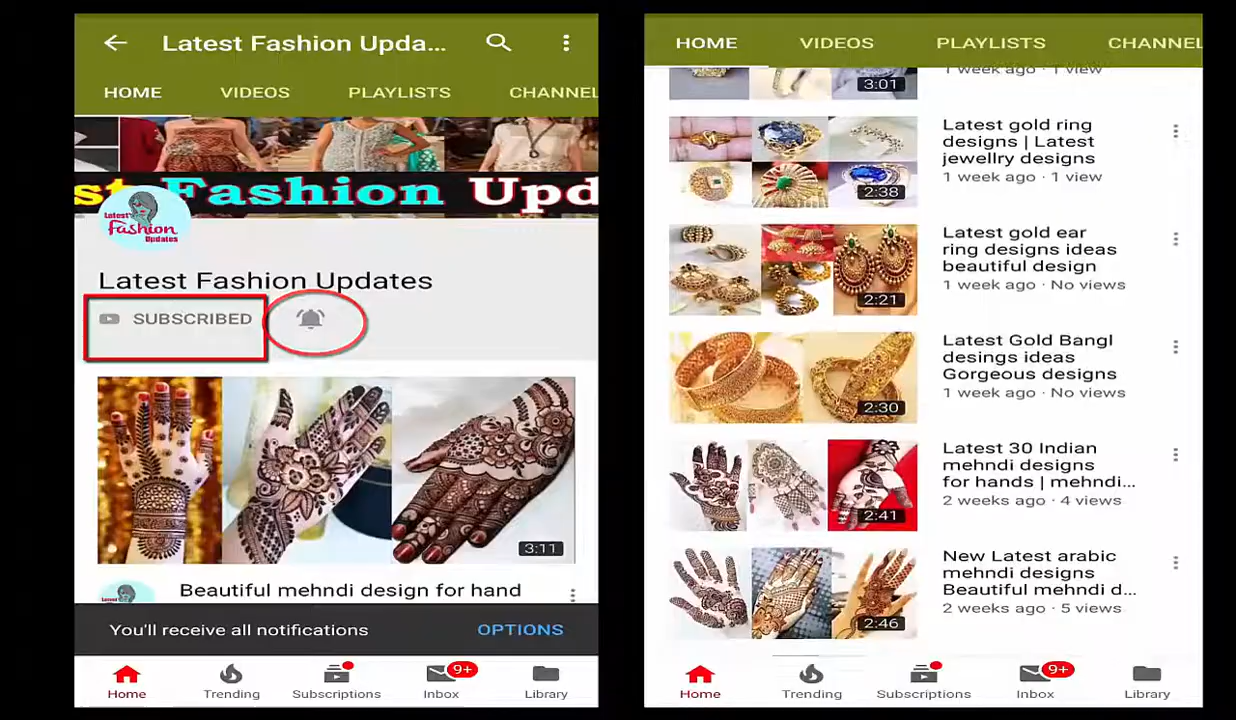 Latest Fashion Upda...
HOME VIDEOS PLAYLISTS CHANNEL
st Fashion Upd
Latest
Fashion
Updates
Latest Fashion Updates
SUBSCRIBED
3:11
Beautiful mehndi design for hand
You'll receive all notifications OPTIONS
9+
Home Trending Subscriptions Inbox Library
HOME VIDEOS PLAYLISTS CHANNEL
1 week ago · 1 view
3:01
Latest gold ring
designs | Latest
jewellry designs
1 week ago · 1 view
2:38
Latest gold ear
ring designs ideas
beautiful design
1 week ago · No views
2:21
Latest Gold Bangl
desings ideas
Gorgeous designs
1 week ago · No views
2:30
Latest 30 Indian
mehndi designs
for hands | mehndi...
2 weeks ago · 4 views
2:41
New Latest arabic
mehndi designs
Beautiful mehndi d...
2 weeks ago · 5 views
2:46
9+
Home Trending Subscriptions Inbox Library